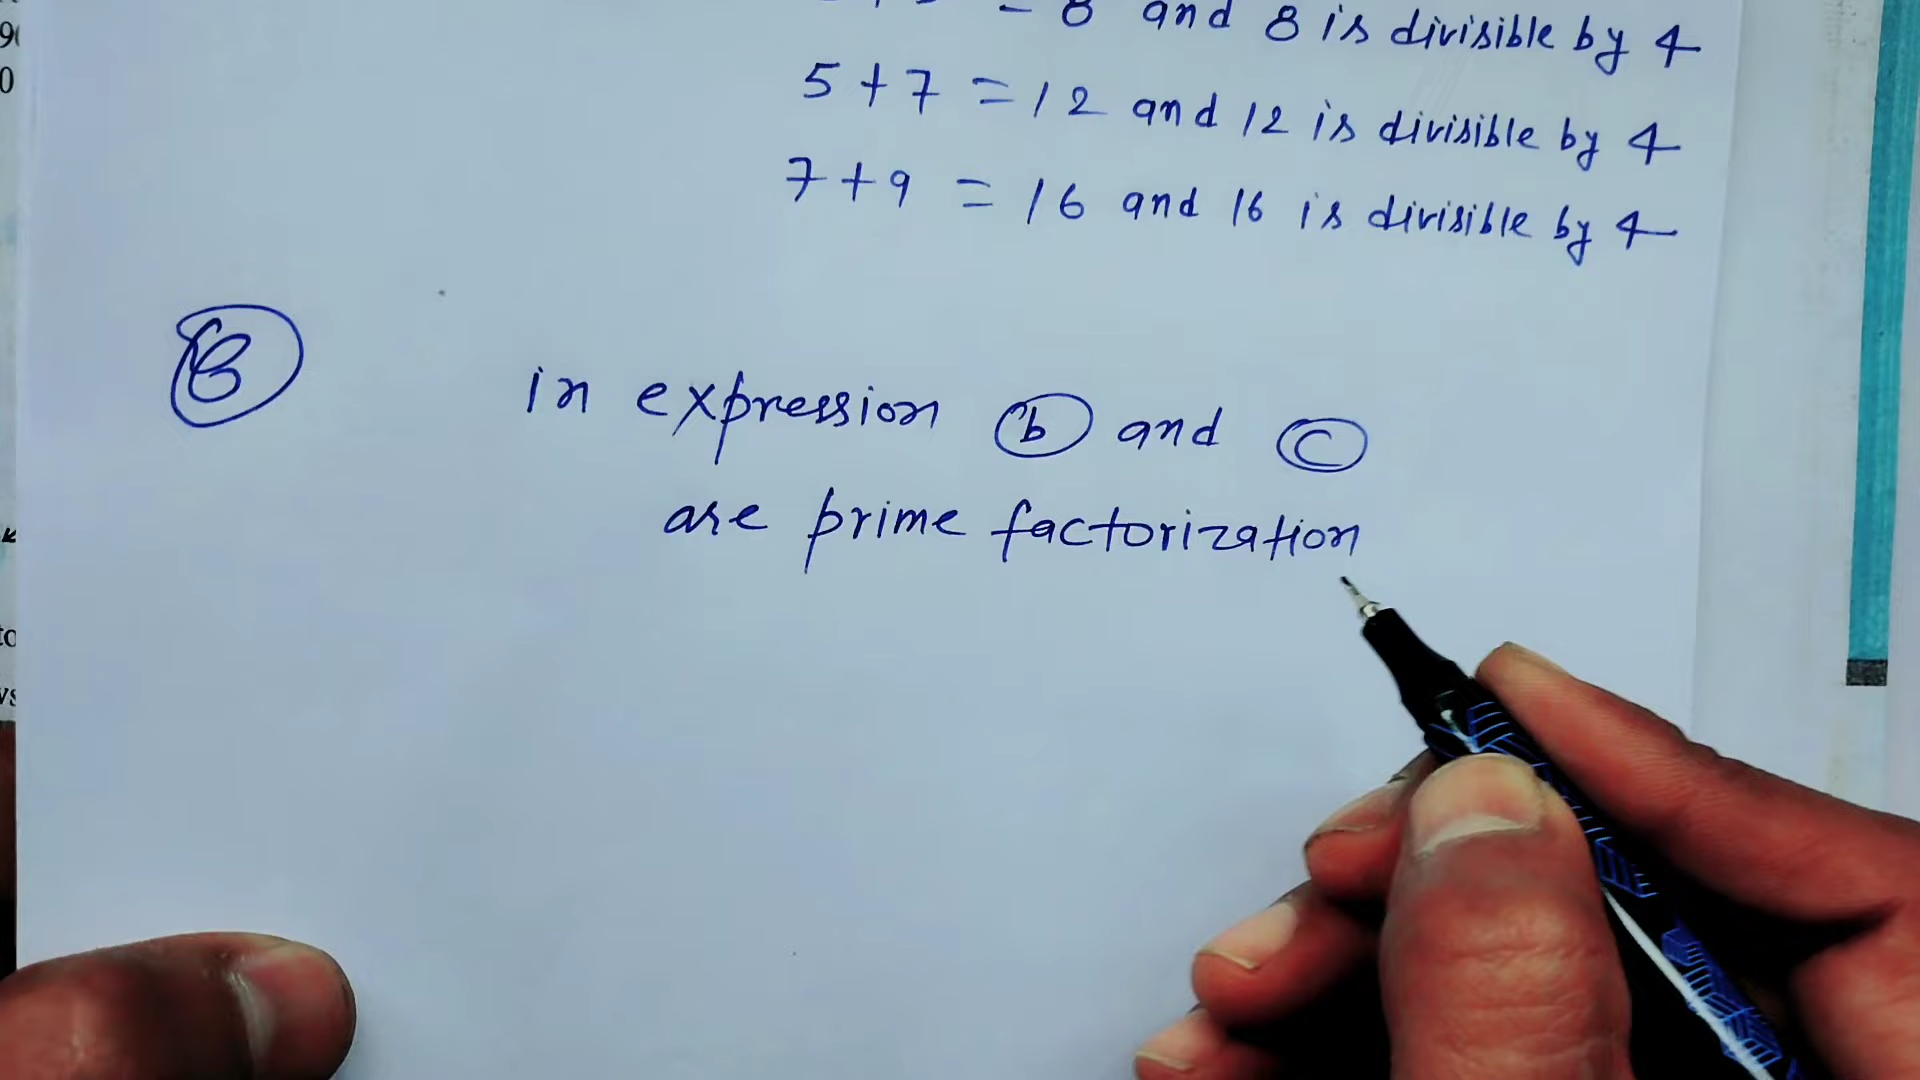 = 8 and 8 is divisible by 4
5 + 7 = 12 and 12 is divisible by 4
7 + 9 = 16 and 16 is divisible by 4
in expression b and c
are prime factorization